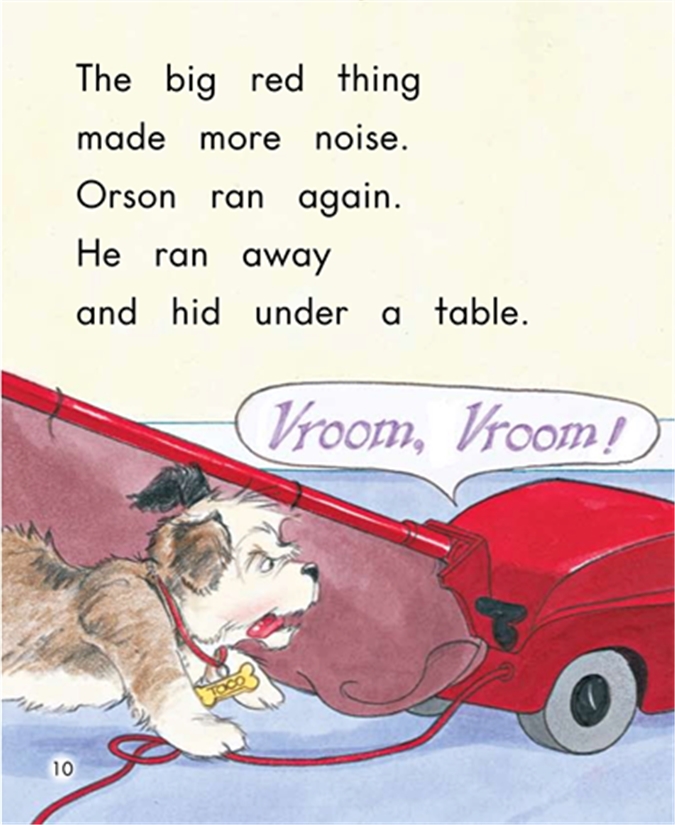 The big red thing
made more noise.
Orson ran again.
He ran away
and hid under a table.
Vroom, Vroom!
TOCO
10